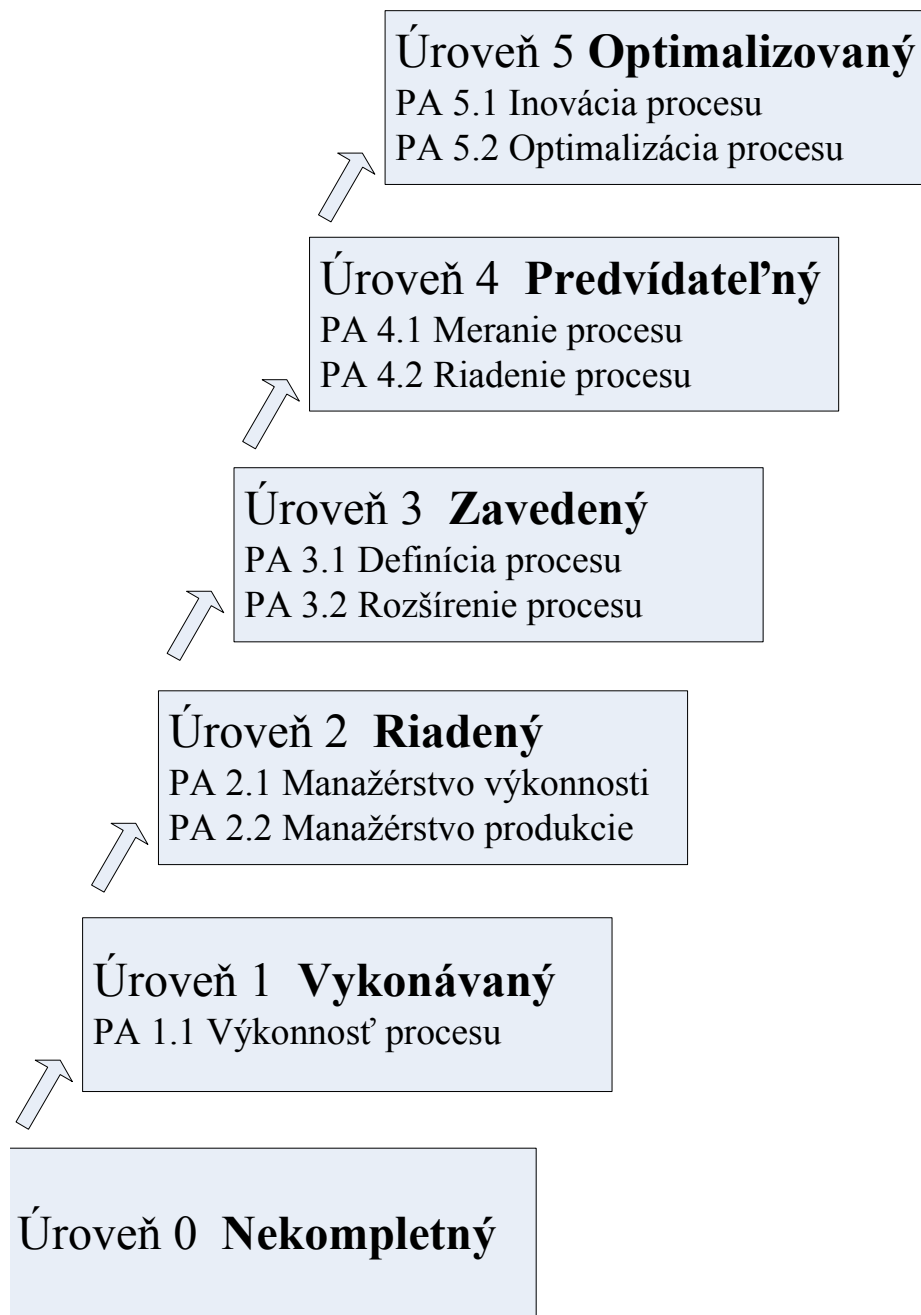 Úroveň 5 Optimalizovaný
PA 5.1 Inovácia procesu
PA 5.2 Optimalizácia procesu
Úroveň 4 Predvídateľný
PA 4.1 Meranie procesu
PA 4.2 Riadenie procesu
Úroveň 3 Zavedený
PA 3.1 Definícia procesu
PA 3.2 Rozšírenie procesu
Úroveň 2 Riadený
PA 2.1 Manažérstvo výkonnosti
PA 2.2 Manažérstvo produkcie
Úroveň 1 Vykonávaný
PA 1.1 Výkonnosť procesu
Úroveň 0 Nekompletný